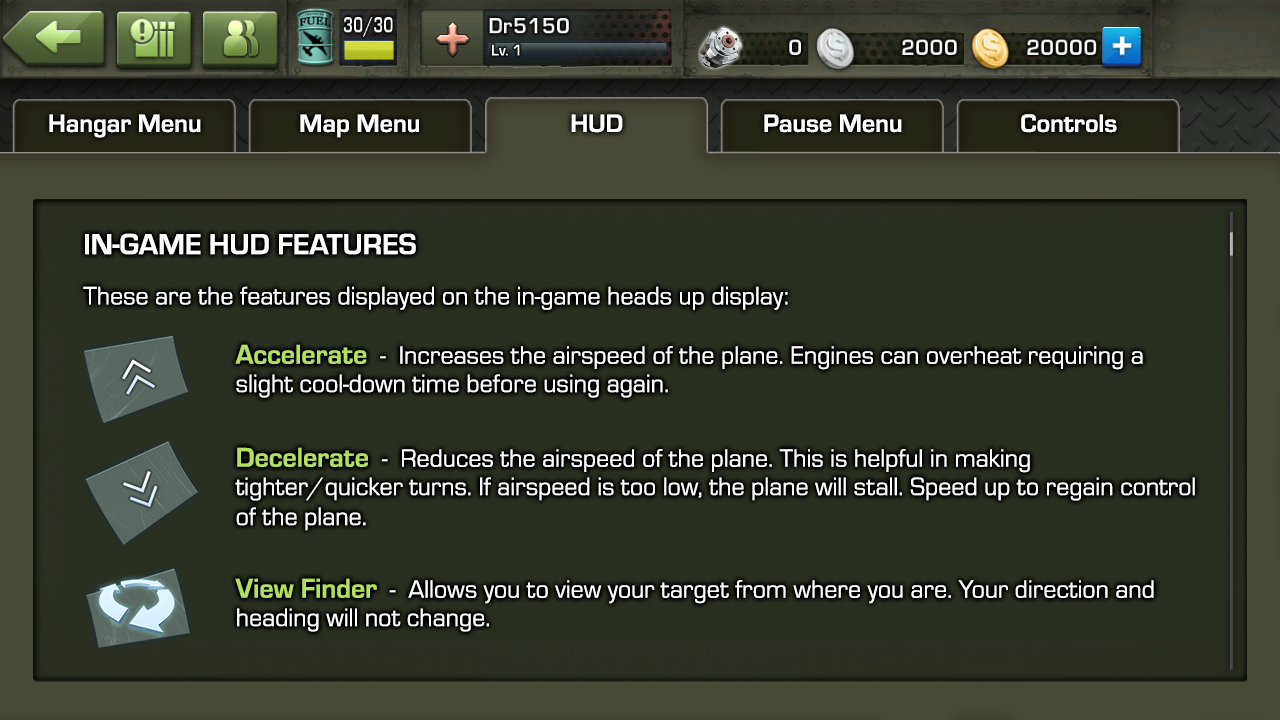 FUEL
30/30
Dr5150
Lv. 1
0
2000
20000
Hangar Menu
Map Menu
HUD
Pause Menu
Controls
IN-GAME HUD FEATURES
These are the features displayed on the in-game heads up display:
Accelerate - Increases the airspeed of the plane. Engines can overheat requiring a
slight cool-down time before using again.
Decelerate - Reduces the airspeed of the plane. This is helpful in making
tighter/quicker turns. If airspeed is too low, the plane will stall. Speed up to regain control
of the plane.
View Finder - Allows you to view your target from where you are. Your direction and
heading will not change.